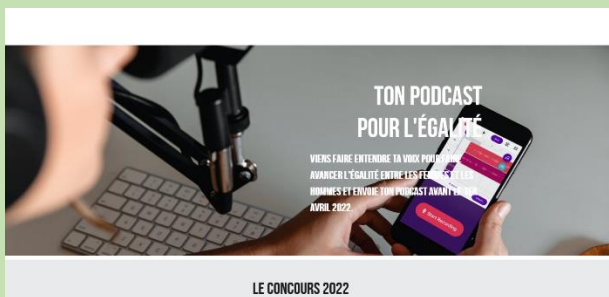 TON PODCAST
POUR L'ÉGALITÉ
VIENS FAIRE ENTENDRE TA VOIX POUR FAIRE
AVANCER L'ÉGALITÉ ENTRE LES FEMMES ET LES
HOMMES ET ENVOIE TON PODCAST AVANT LE 1ER
AVRIL 2022.
Start Recording
LE CONCOURS 2022